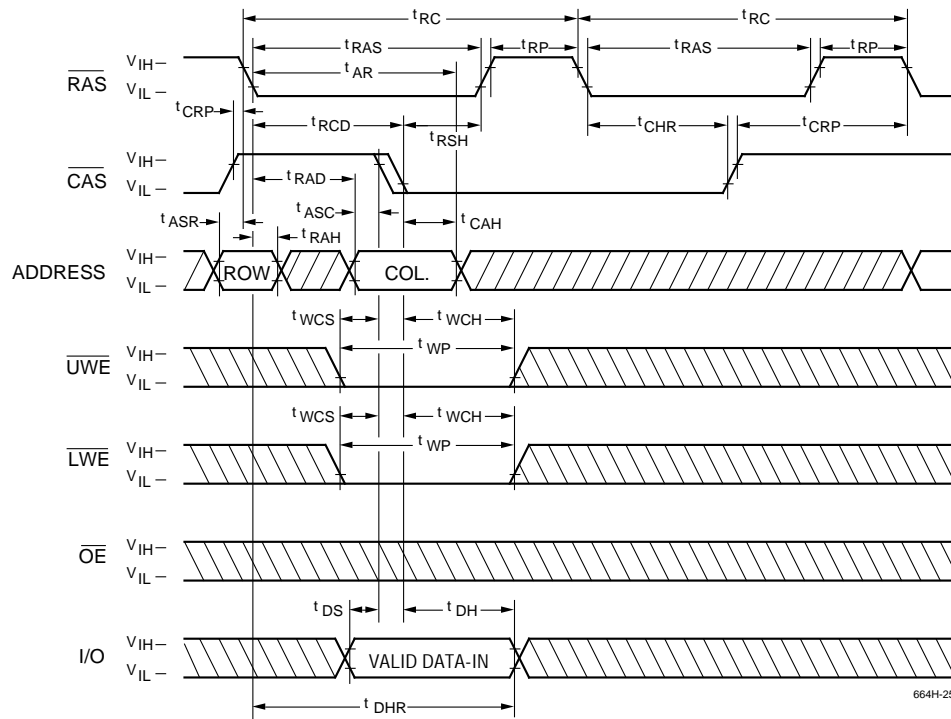 tRC tRC
tRAS tRP tRAS tRP
RAS VIH tAR
VIL
tCRP tRCD tRSH tCHR tCRP
CAS VIH
VIL tRAD
tASR tRAH tASC tCAH
ADDRESS VIH
VIL ROW COL.
tWCS tWCH
UWE VIH tWP
VIL
tWCS tWCH
LWE VIH tWP
VIL
OE VIH
VIL
tDS tDH
I/O VIH
VIL VALID DATA-IN
tDHR
664H-25